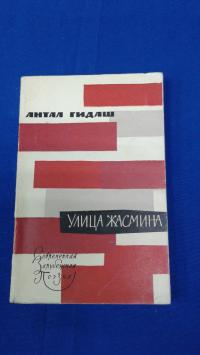 АНТАЛ ГИДАШ
УЛИЦА ЖАСМИНА
Современная
Зарубежная
Поэзия